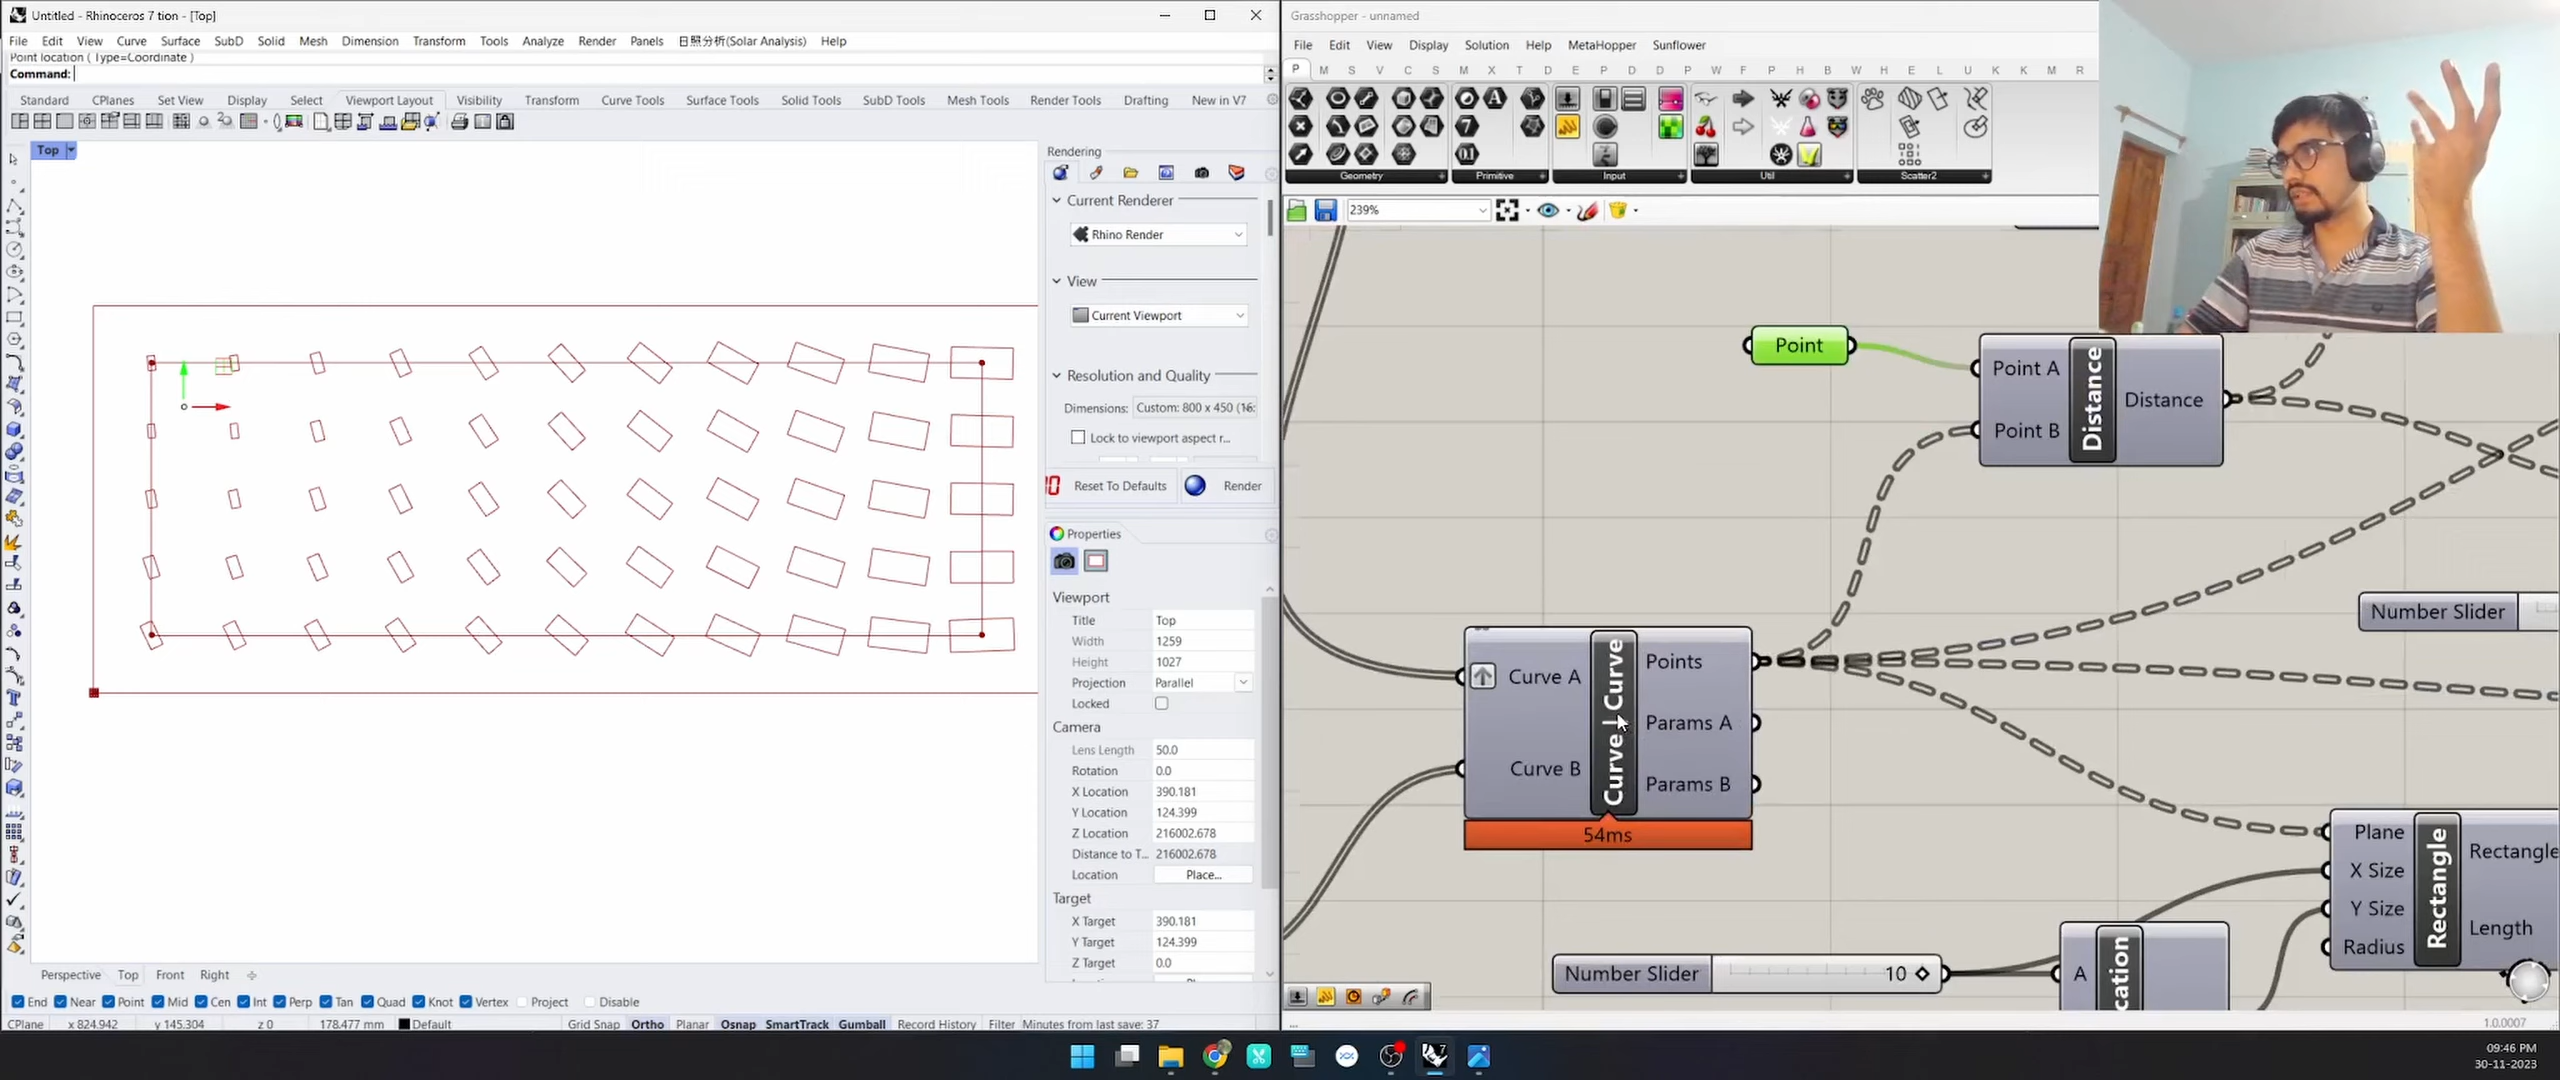 Untitled - Rhinoceros 7 tion - [Top]
File Edit View Curve Surface SubD Solid Mesh Dimension Transform Tools Analyze Render Panels 日照分析(Solar Analysis) Help
Point location ( Type=Coordinate )
Command:
Standard CPlanes Set View Display Select Viewport Layout Visibility Transform Curve Tools Surface Tools Solid Tools SubD Tools Mesh Tools Render Tools Drafting New in V7
Top
Rendering
Current Renderer
Rhino Render
View
Current Viewport
Resolution and Quality
Dimensions: Custom: 800 x 450 (16:
Lock to viewport aspect r...
Reset To Defaults Render
Properties
Viewport
Title Top
Width 1259
Height 1027
Projection Parallel
Locked
Camera
Lens Length 50.0
Rotation 0.0
X Location 390.181
Y Location 124.399
Z Location 216002.678
Distance to T... 216002.678
Location Place...
Target
X Target 390.181
Y Target 124.399
Z Target 0.0
Perspective Top Front Right
End Near Point Mid Cen Int Perp Tan Quad Knot Vertex Project Disable
CPlane x 824.942 y 145.304 z 0 178.477 mm Default Grid Snap Ortho Planar Osnap SmartTrack Gumball Record History Filter Minutes from last save: 37
Grasshopper - unnamed
File Edit View Display Solution Help MetaHopper Sunflower
P M S V C S M X T D E P D D P W F P H B W H E L U K K M R
Geometry Primitive Input Util Scatter2
239%
Point
Point A
Point B
Distance
Distance
Number Slider
Curve A
Curve B
Curve | Curve
Points
Params A
Params B
54ms
Plane
X Size
Y Size
Radius
Rectangle
Rectangle
Length
Number Slider 10
A
cation
1.0.0007
09:46 PM
30-11-2023